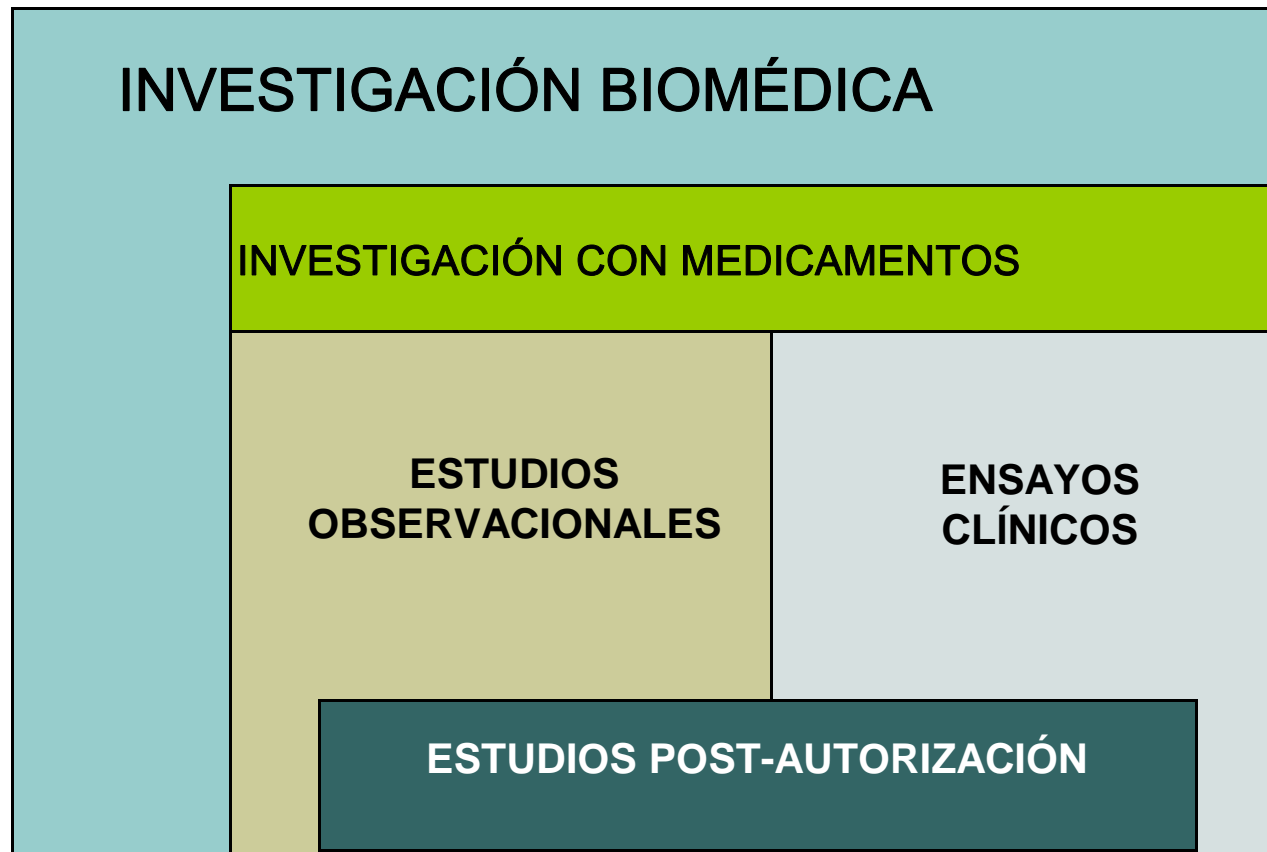 INVESTIGACIÓN BIOMÉDICA
INVESTIGACIÓN CON MEDICAMENTOS
ESTUDIOS
OBSERVACIONALES
ENSAYOS
CLÍNICOS
ESTUDIOS POST-AUTORIZACIÓN